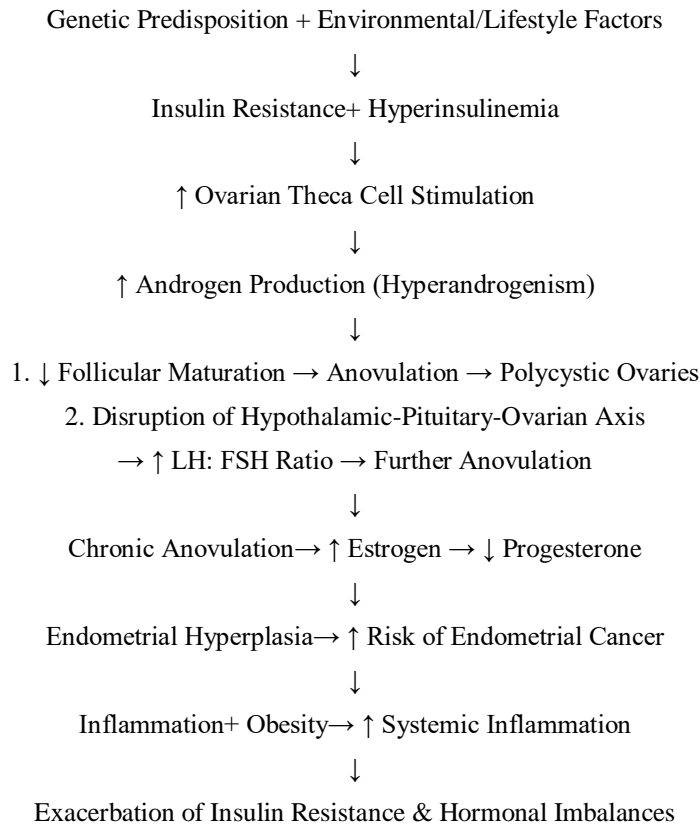 Genetic Predisposition + Environmental/Lifestyle Factors
↓
Insulin Resistance+ Hyperinsulinemia
↓
↑ Ovarian Theca Cell Stimulation
↓
↑ Androgen Production (Hyperandrogenism)
↓
1. ↓ Follicular Maturation → Anovulation → Polycystic Ovaries
2. Disruption of Hypothalamic-Pituitary-Ovarian Axis
→ ↑ LH: FSH Ratio → Further Anovulation
↓
Chronic Anovulation→ ↑ Estrogen → ↓ Progesterone
↓
Endometrial Hyperplasia→ ↑ Risk of Endometrial Cancer
↓
Inflammation+ Obesity→ ↑ Systemic Inflammation
↓
Exacerbation of Insulin Resistance & Hormonal Imbalances